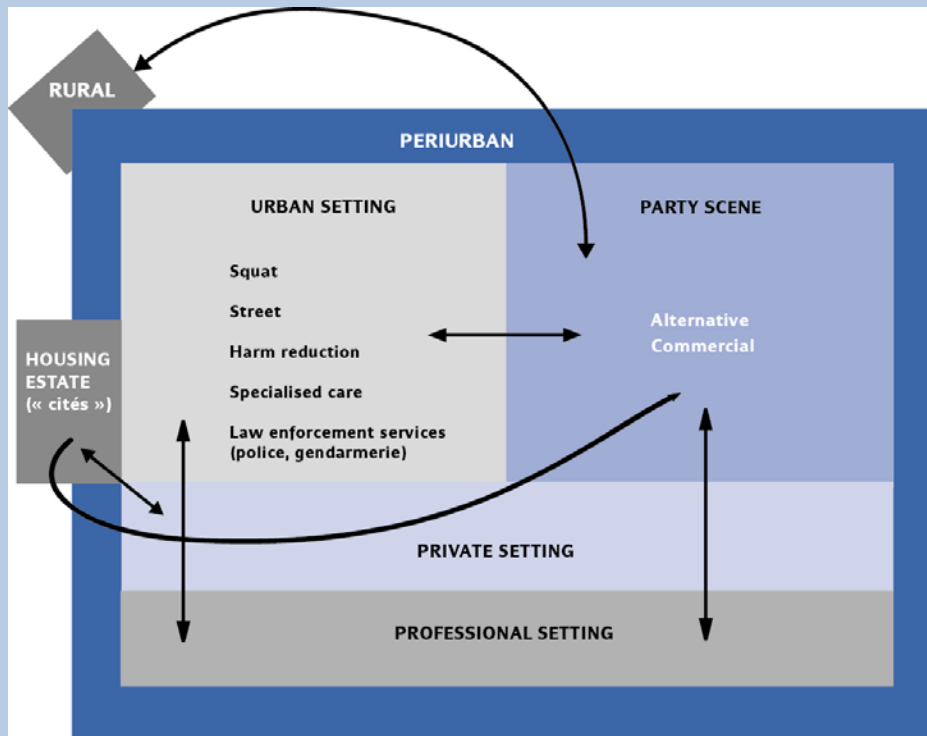 RURAL
PERIURBAN
URBAN SETTING
PARTY SCENE
Squat
Street
Harm reduction
Specialised care
Law enforcement services
(police, gendarmerie)
Alternative
Commercial
HOUSING
ESTATE
(« cités »)
PRIVATE SETTING
PROFESSIONAL SETTING